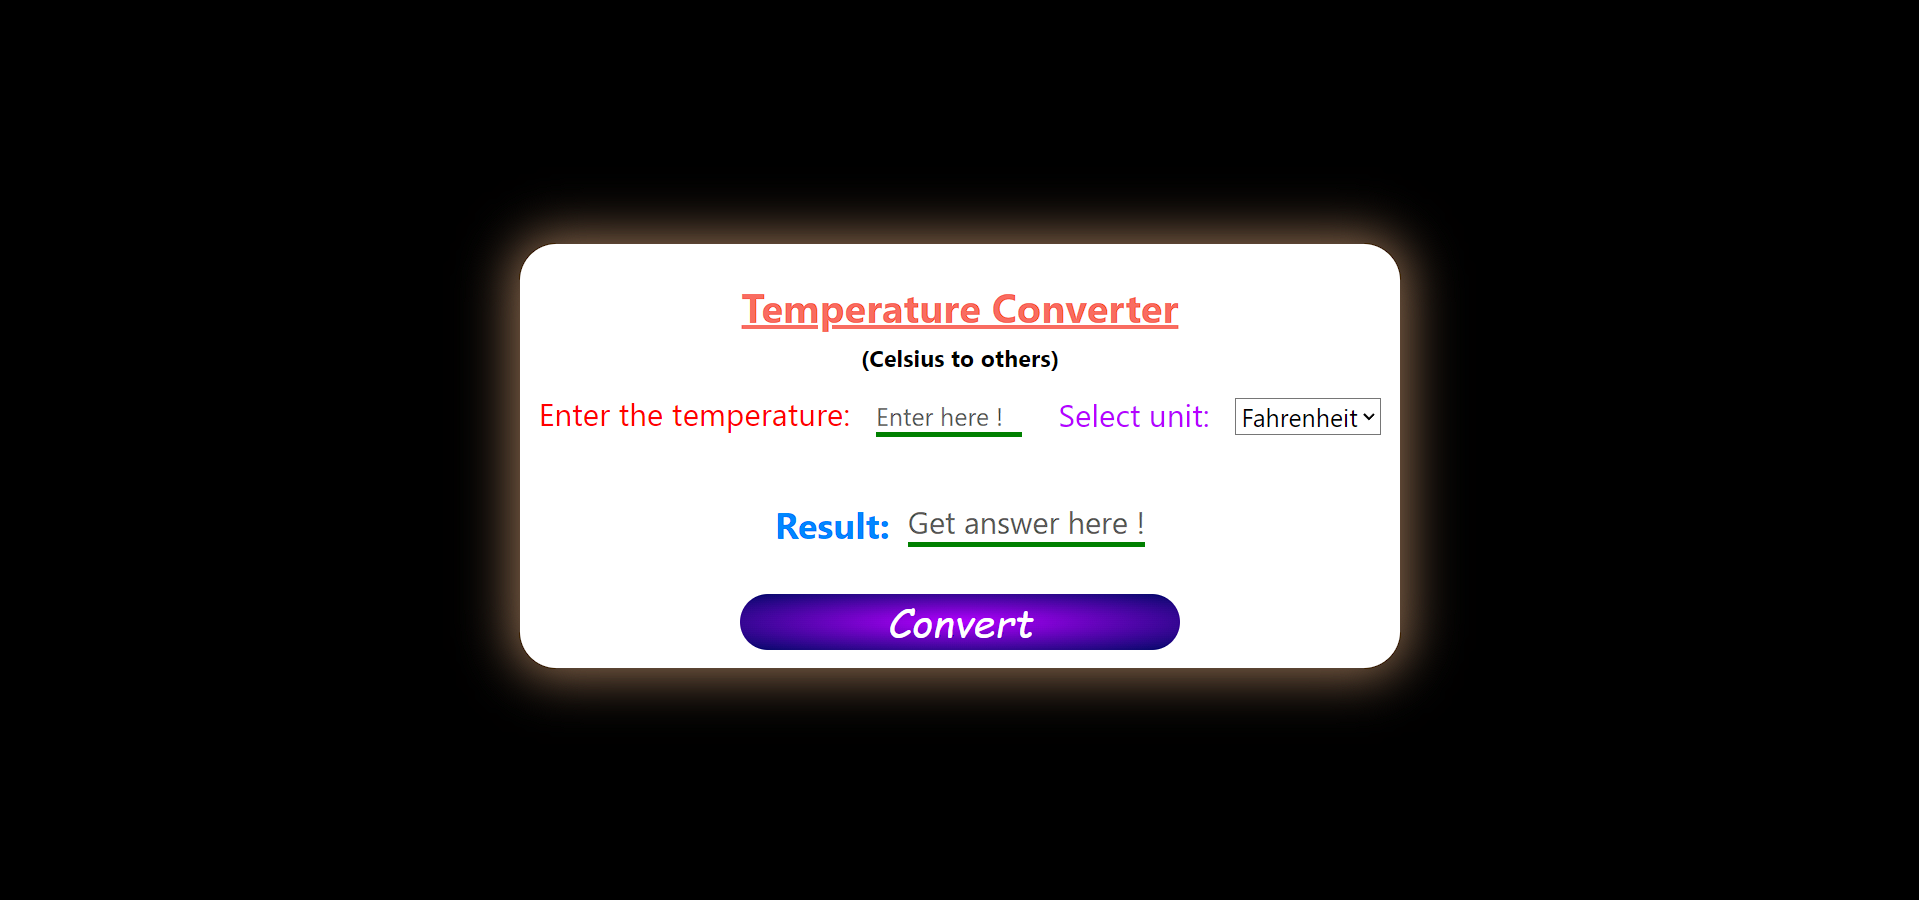 Temperature Converter
(Celsius to others)
Enter the temperature: Enter here ! Select unit: Fahrenheit
Result: Get answer here !
Convert